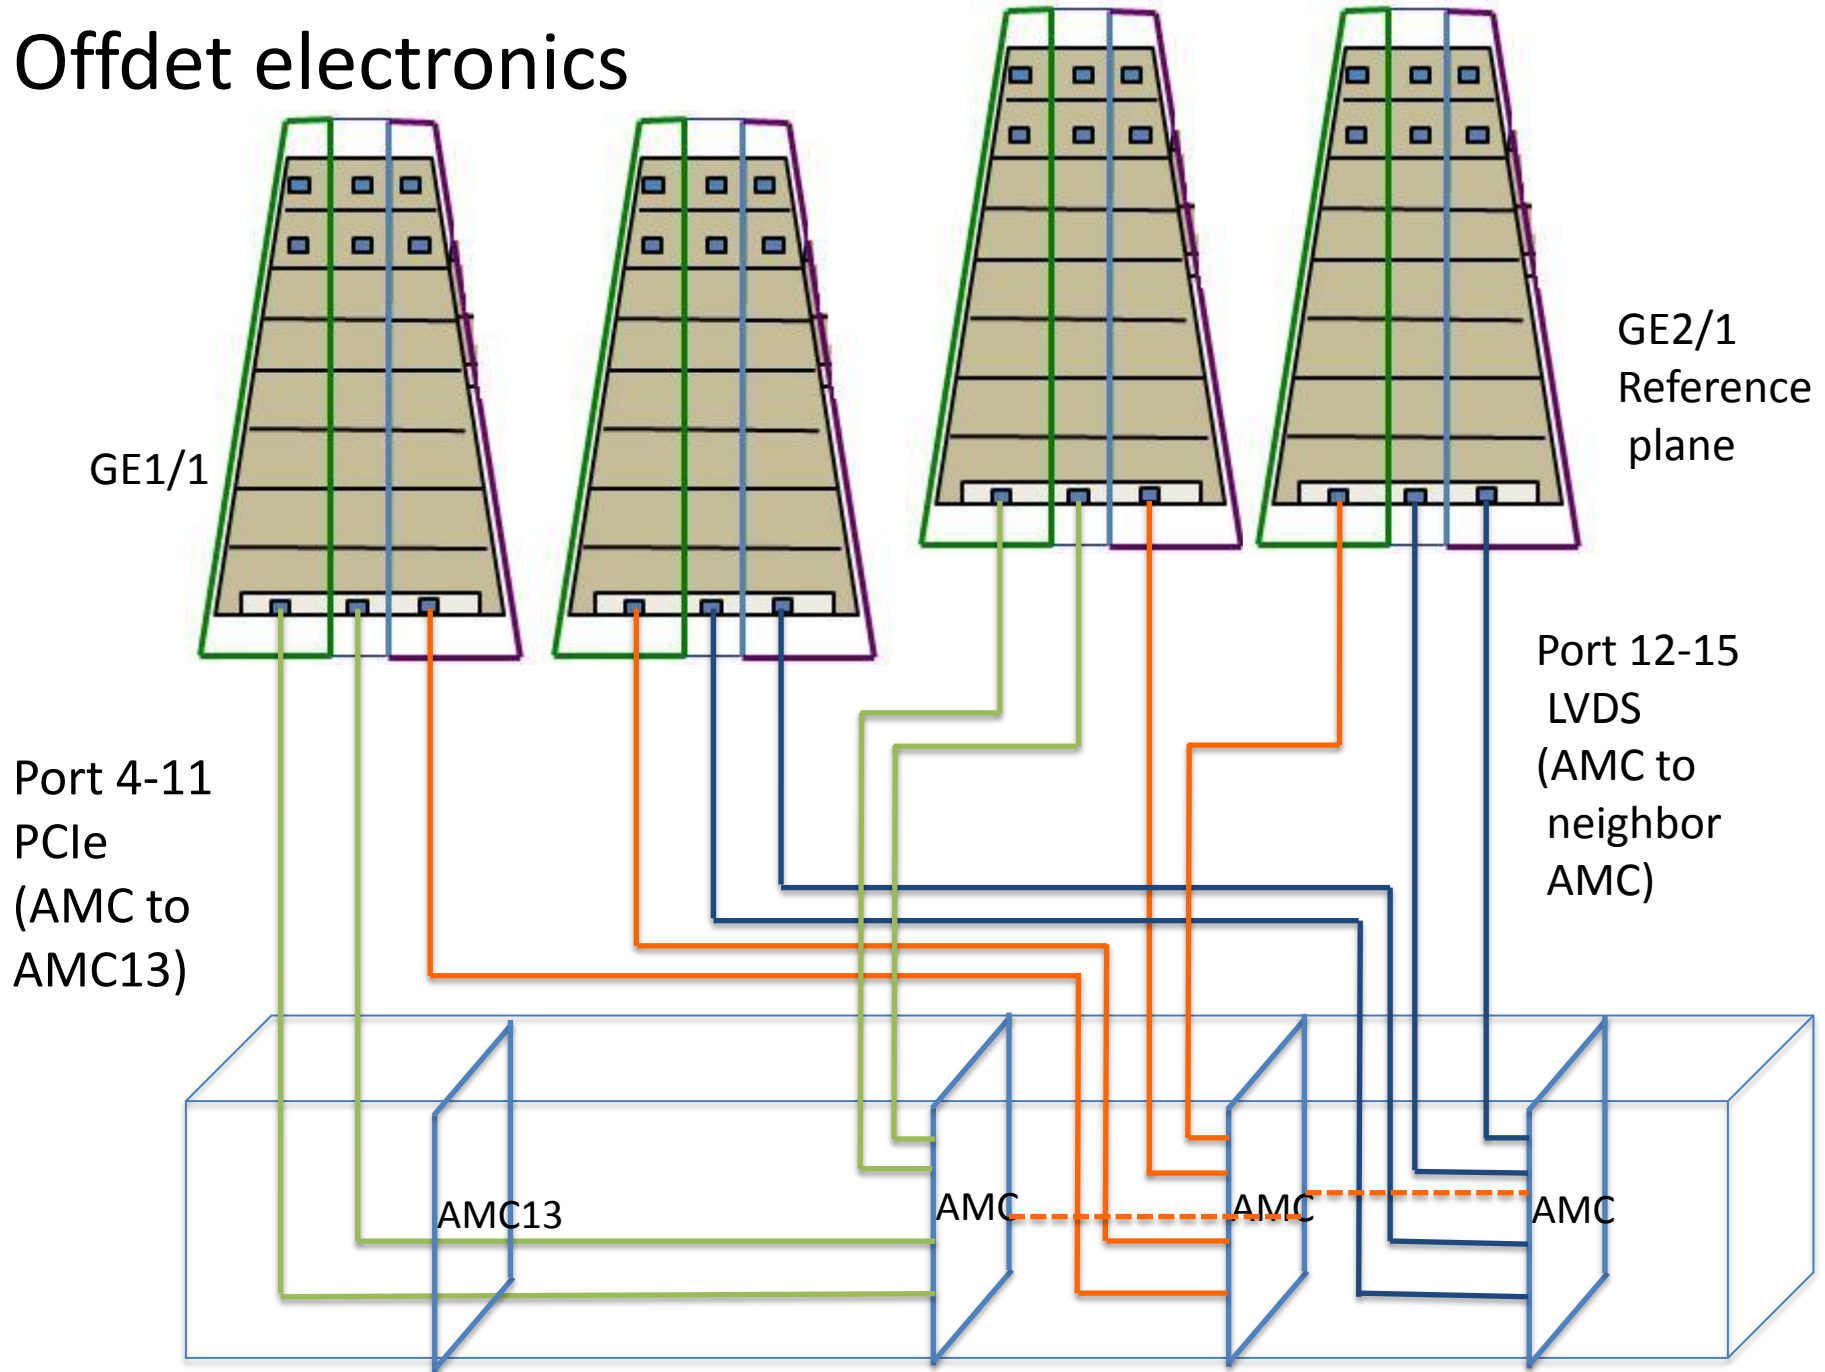 Offdet electronics
GE2/1
Reference
plane
GE1/1
Port 12-15
LVDS
(AMC to
neighbor
AMC)
Port 4-11
PCIe
(AMC to
AMC13)
AMC13
AMC
AMC
AMC